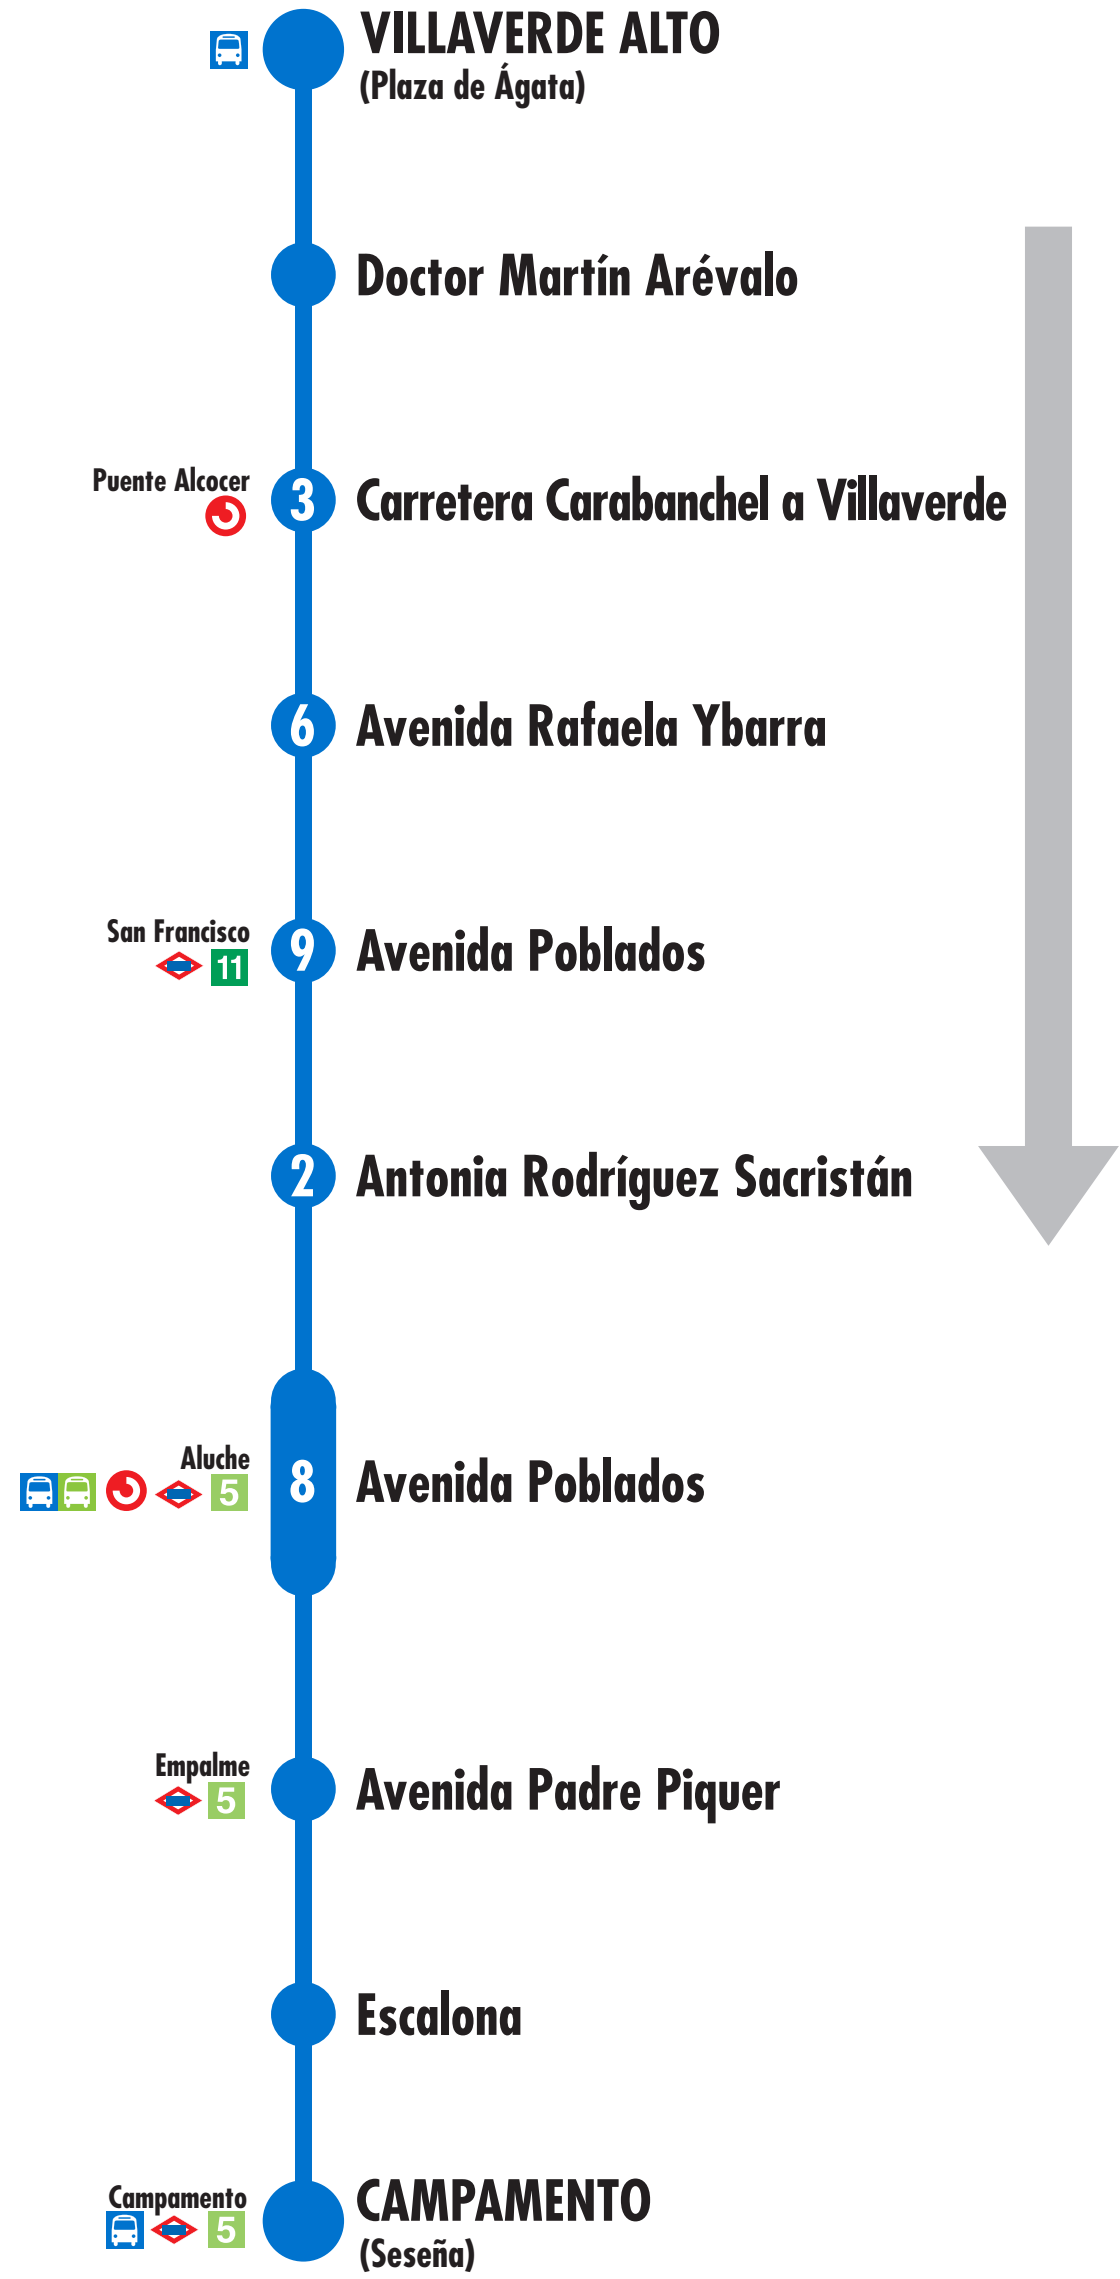 VILLAVERDE ALTO
(Plaza de Ágata)
Doctor Martín Arévalo
Puente Alcocer
3 Carretera Carabanchel a Villaverde
6 Avenida Rafaela Ybarra
San Francisco
11
9 Avenida Poblados
2 Antonia Rodríguez Sacristán
Aluche
5
8 Avenida Poblados
Empalme
5
Avenida Padre Piquer
Escalona
Campamento
5
CAMPAMENTO
(Seseña)